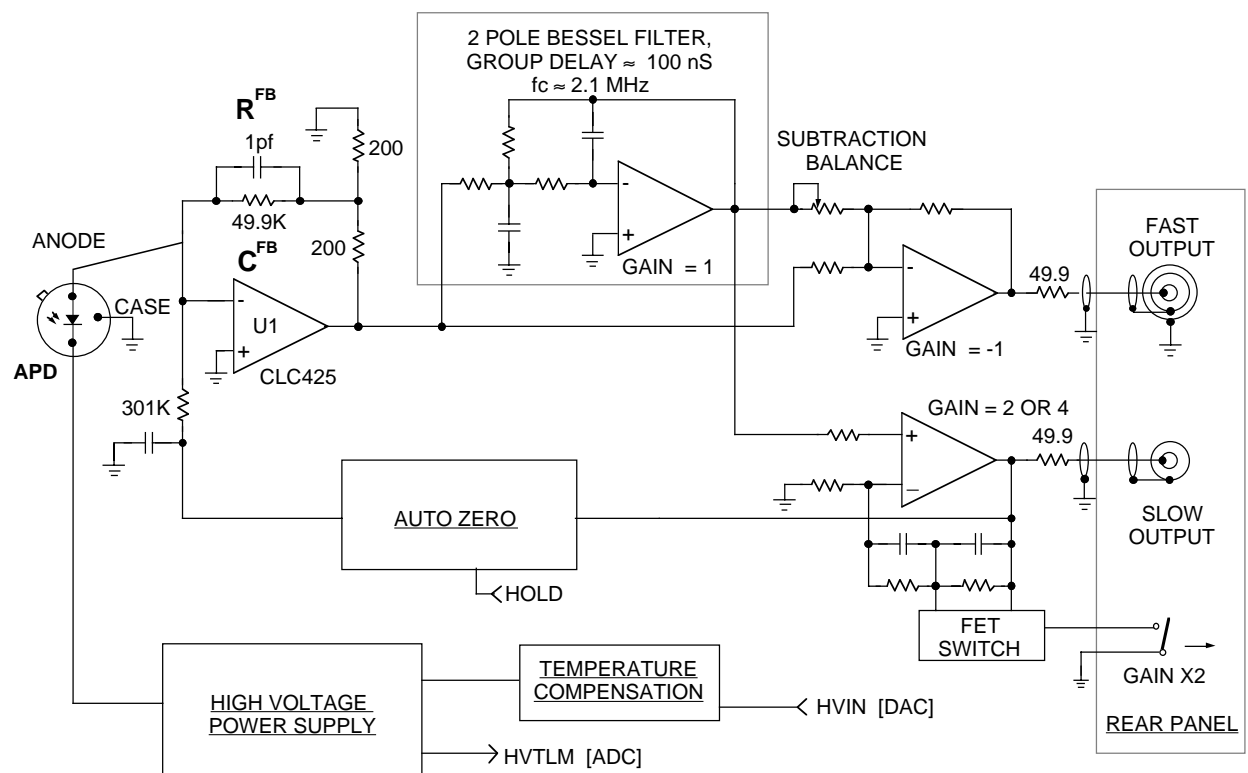 2 POLE BESSEL FILTER,
GROUP DELAY ≈ 100 nS
fc ≈ 2.1 MHz
R^FB
1pf
200
49.9K
ANODE
C^FB
200
-
+
GAIN = 1
SUBTRACTION
BALANCE
CASE
APD
-
U1
+
CLC425
-
+
GAIN = -1
49.9
FAST
OUTPUT
301K
GAIN = 2 OR 4
+
–
49.9
SLOW
OUTPUT
AUTO ZERO
HOLD
FET
SWITCH
GAIN X2
REAR PANEL
HIGH VOLTAGE
POWER SUPPLY
TEMPERATURE
COMPENSATION
HVIN [DAC]
HVTLM [ADC]